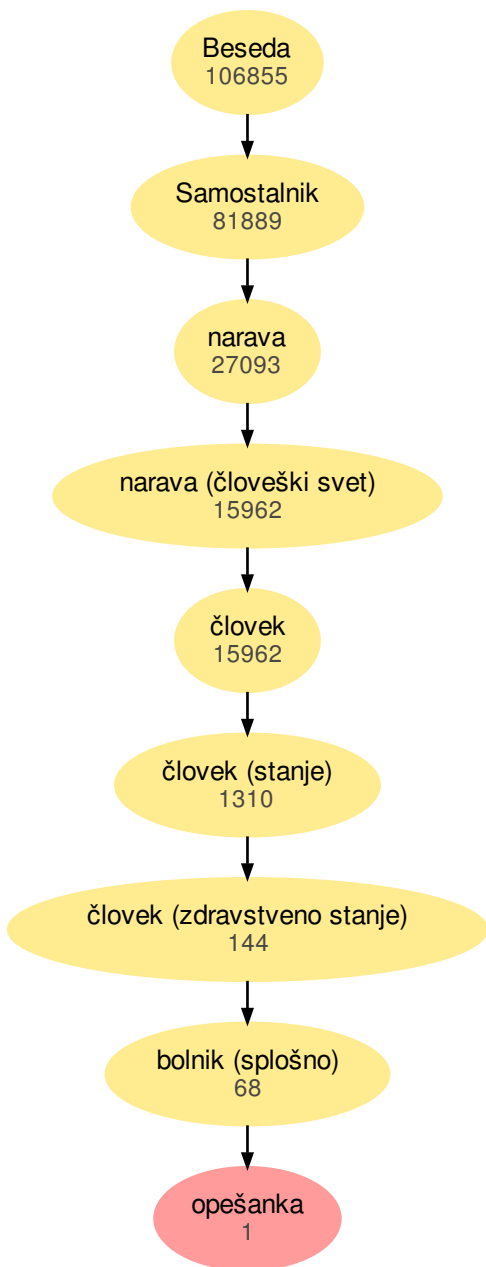 Beseda
106855
Samostalnik
81889
narava
27093
narava (človeški svet)
15962
človek
15962
človek (stanje)
1310
človek (zdravstveno stanje)
144
bolnik (splošno)
68
opešanka
1